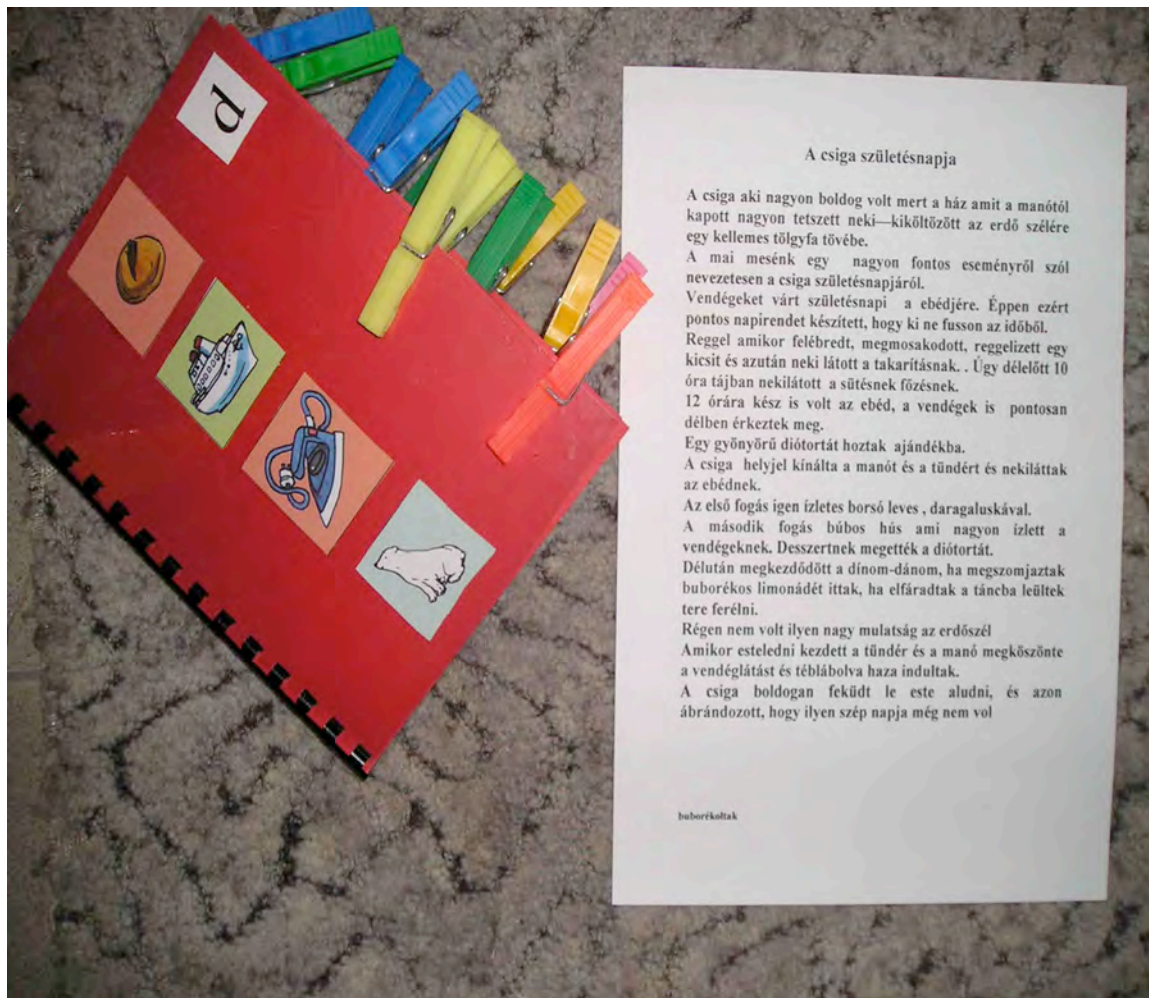 d
A csiga születésnapja
A csiga aki nagyon boldog volt mert a ház amit a manótól
kapott nagyon tetszett neki—kiköltözött az erdő szélére
egy kellemes tölgyfa tövébe.
A mai mesénk egy nagyon fontos eseményről szól
nevezetesen a csiga születésnapjáról.
Vendégeket várt születésnapi a ebédjére. Éppen ezért
pontos napirendet készített, hogy ki ne fusson az időből.
Reggel amikor felébredt, megmosakodott, reggelizett egy
kicsit és azután neki látott a takarításnak. . Úgy délelőtt 10
óra tájban nekilátott a sütésnek főzésnek.
12 órára kész is volt az ebéd, a vendégek is pontosan
délben érkeztek meg.
Egy gyönyörű diótortát hoztak ajándékba.
A csiga helyjel kínálta a manót és a tündért és nekiláttak
az ebédnek.
Az első fogás igen ízletes borsó leves , daragaluskával.
A második fogás búbos hús ami nagyon ízlett a
vendégeknek. Desszertnek megették a diótortát.
Délután megkezdődött a dínom-dánom, ha megszomjaztak
buborékos limonádét ittak, ha elfáradtak a táncba leültek
tere ferélni.
Régen nem volt ilyen nagy mulatság az erdőszél
Amikor esteledni kezdett a tündér és a manó megköszönte
a vendéglátást és téblábolva haza indultak.
A csiga boldogan feküdt le este aludni, és azon
ábrándozott, hogy ilyen szép napja még nem vol
buborékoltak